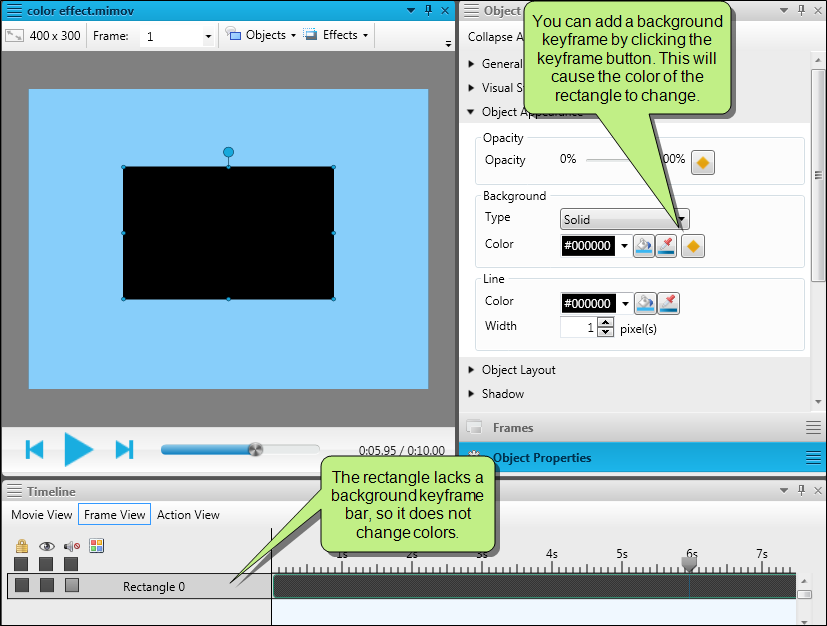 color effect.mimov
400 x 300 Frame: 1 Objects Effects
Object
Collapse A
General
Visual S
Object Appearance
You can add a background
keyframe by clicking the
keyframe button. This will
cause the color of the
rectangle to change.
Opacity
Opacity 0% 00%
Background
Type Solid
Color #000000
Line
Color #000000
Width 1 pixel(s)
Object Layout
Shadow
Frames
Object Properties
0:05.95 / 0:10.00
The rectangle lacks a
background keyframe
bar, so it does not
change colors.
Timeline
Movie View Frame View Action View
1s 2s 3s 4s 5s 6s 7s
Rectangle 0